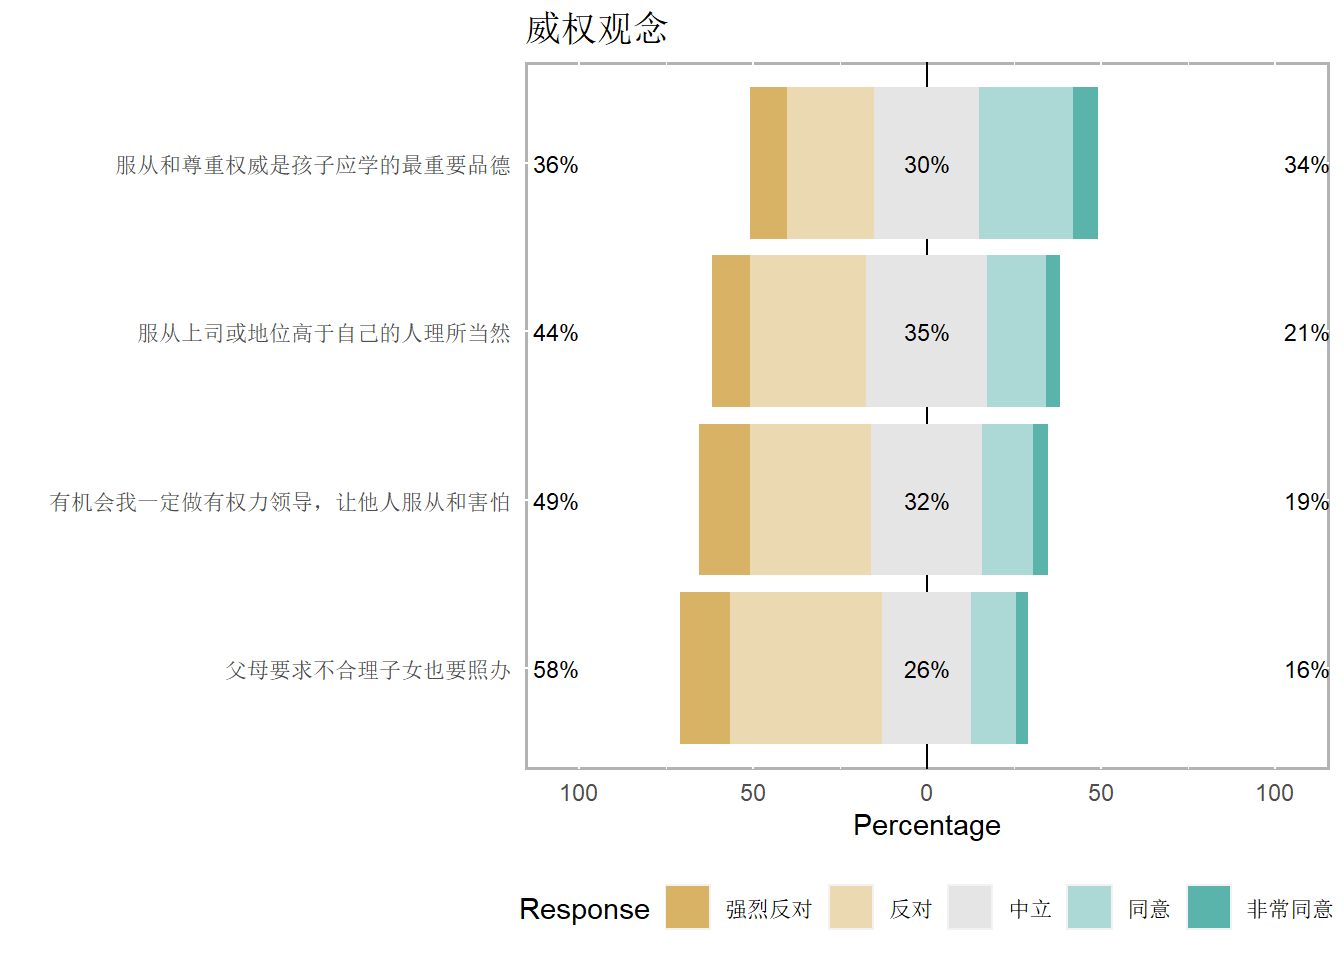 威权观念
服从和尊重权威是孩子应学的最重要品德 36% 30% 34%
服从上司或地位高于自己的人理所当然 44% 35% 21%
有机会我一定做有权力领导，让他人服从和害怕 49% 32% 19%
父母要求不合理子女也要照办 58% 26% 16%
100 50 0 50 100
Percentage
Response 强烈反对 反对 中立 同意 非常同意